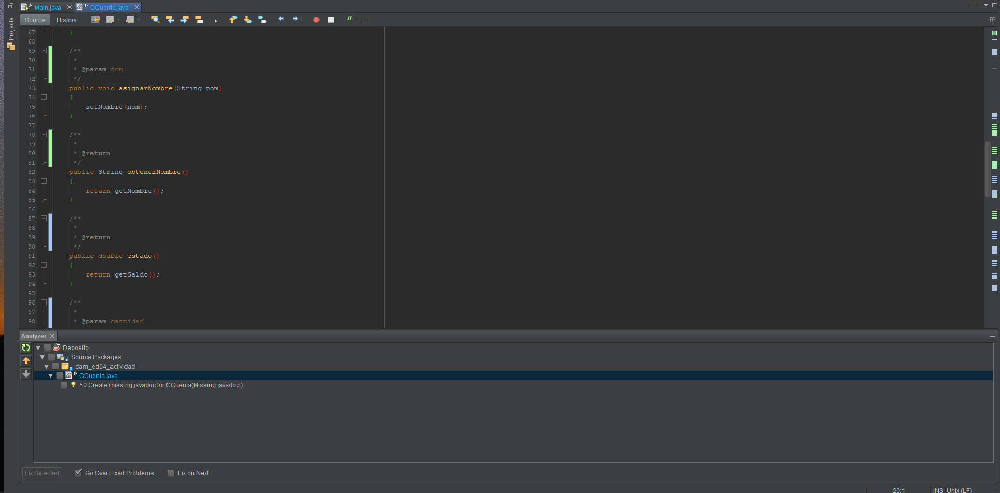 Projects
Main.java
CCuenta.java
Source
History
67 }
68
69 /**
70 *
71 * @param nom
72 */
73 public void asignarNombre(String nom)
74 {
75 setNombre(nom);
76 }
77
78 /**
79 *
80 * @return
81 */
82 public String obtenerNombre()
83 {
84 return getNombre();
85 }
86
87 /**
88 *
89 * @return
90 */
91 public double estado()
92 {
93 return getSaldo();
94 }
95
96 /**
97 *
98 * @param cantidad
Analyzer
Deposito
Source Packages
dam_ed04_actividad
CCuenta.java
50:Create missing javadoc for CCuenta(Missing javadoc.)
Fix Selected
Go Over Fixed Problems
Fix on Next
20:1
INS
Unix (LF)